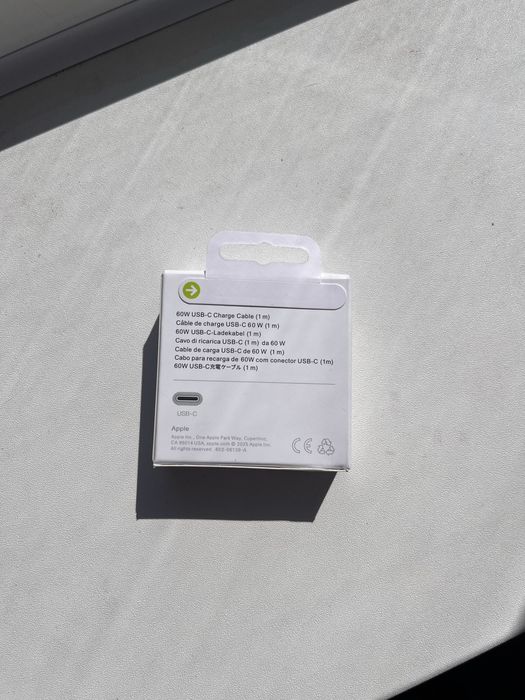 60W USB-C Charge Cable (1 m)
Câble de charge USB-C 60 W (1 m)
60W USB-C-Ladekabel (1 m)
Cavo di ricarica USB-C (1 m) da 60 W
Cable de carga USB-C de 60 W (1 m)
Cabo para recarga de 60W com conector USB-C (1m)
60W USB-C充電ケーブル (1 m)
USB-C
Apple
Apple Inc., One Apple Park Way, Cupertino,
CA 95014 USA. apple.com © 2025 Apple Inc.
All rights reserved.
CE